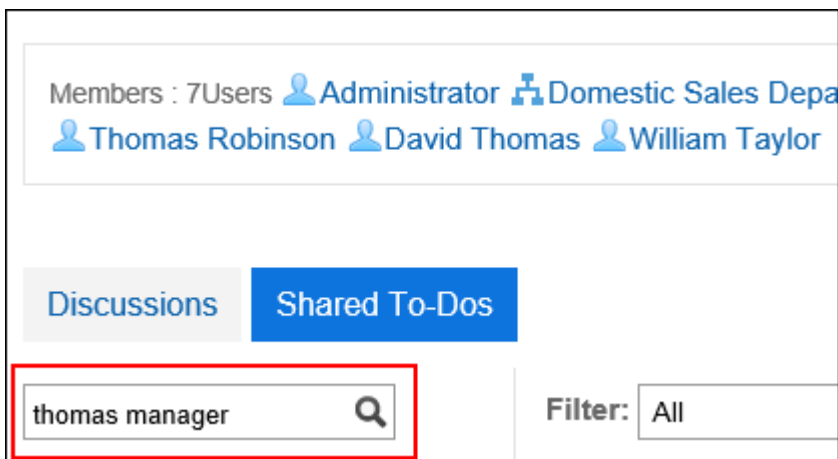 Members : 7Users Administrator Domestic Sales Depa
Thomas Robinson David Thomas William Taylor
Discussions Shared To-Dos
thomas manager Filter: All